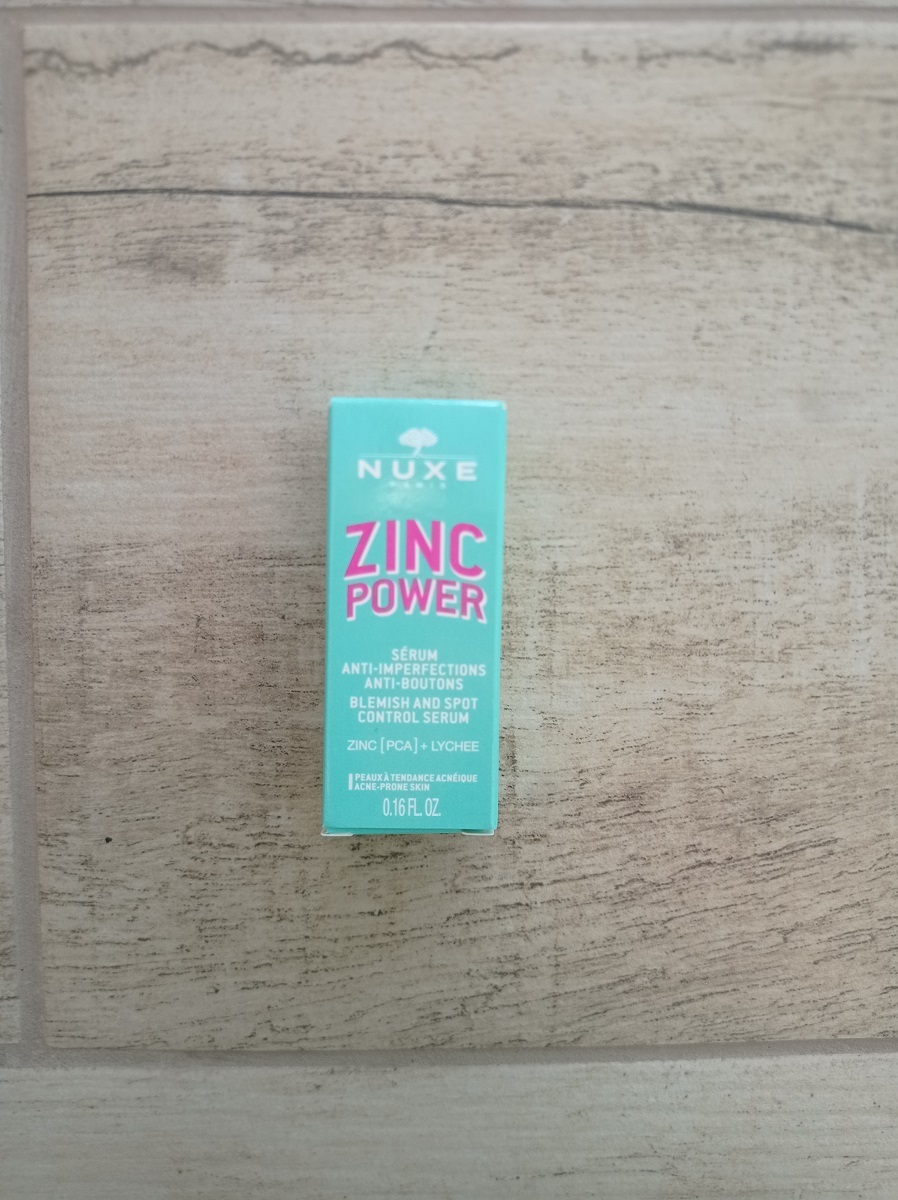 NUXE
PARIS
ZINC
POWER
SÉRUM
ANTI-IMPERFECTIONS
ANTI-BOUTONS
BLEMISH AND SPOT
CONTROL SERUM
ZINC [PCA] + LYCHEE
PEAUX À TENDANCE ACNÉIQUE
ACNE-PRONE SKIN
0.16 FL. OZ.